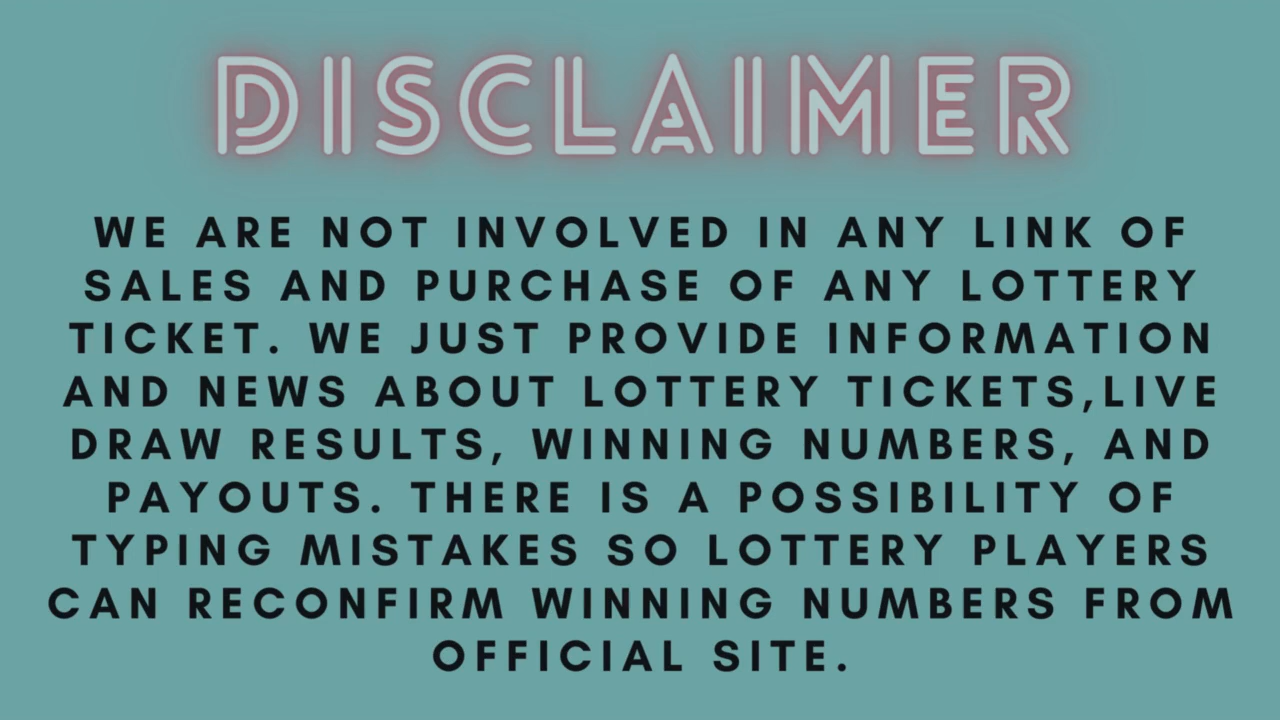 DISCLAIMER
WE ARE NOT INVOLVED IN ANY LINK OF
SALES AND PURCHASE OF ANY LOTTERY
TICKET. WE JUST PROVIDE INFORMATION
AND NEWS ABOUT LOTTERY TICKETS,LIVE
DRAW RESULTS, WINNING NUMBERS, AND
PAYOUTS. THERE IS A POSSIBILITY OF
TYPING MISTAKES SO LOTTERY PLAYERS
CAN RECONFIRM WINNING NUMBERS FROM
OFFICIAL SITE.